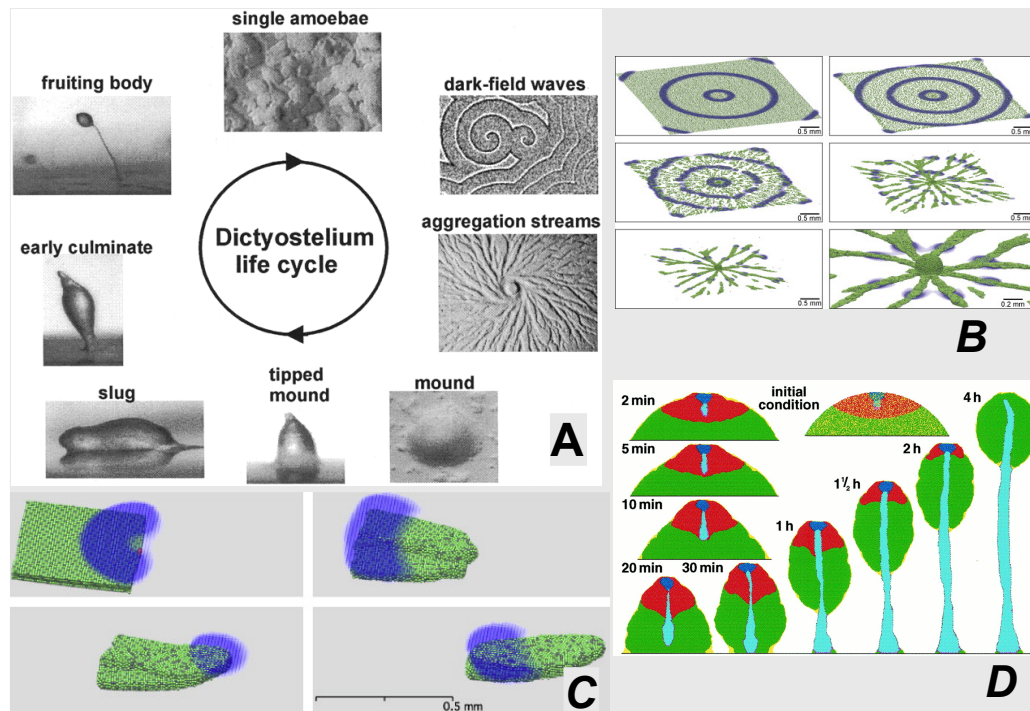 single amoebae
fruiting body
dark-field waves
Dictyostelium
life cycle
aggregation streams
early culminate
slug
tipped
mound
mound
A
0.5 mm
0.5 mm
0.5 mm
0.5 mm
0.5 mm
0.2 mm
B
0.5 mm
C
2 min
initial
condition
4 h
5 min
2 h
1½ h
10 min
1 h
20 min
30 min
D